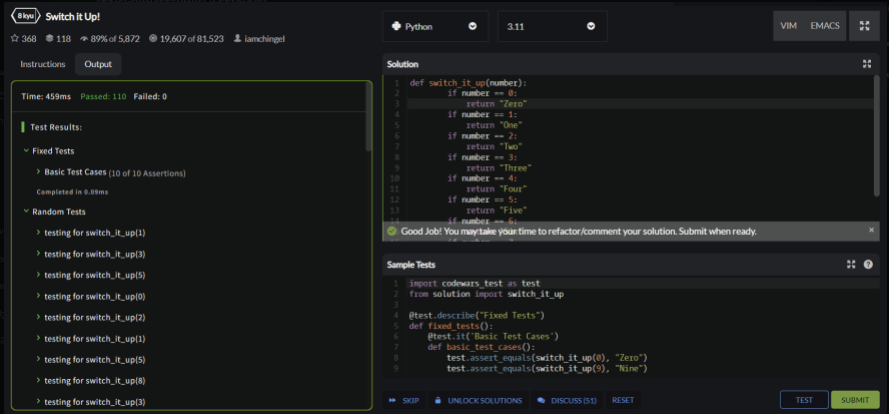 8 kyu Switch it Up!
368 118 89% of 5,872 19,607 of 81,523 iamchingel
Instructions Output
Time: 459ms Passed: 110 Failed: 0
Test Results:
Fixed Tests
Basic Test Cases (10 of 10 Assertions)
Completed in 0.09ms
Random Tests
testing for switch_it_up(1)
testing for switch_it_up(3)
testing for switch_it_up(5)
testing for switch_it_up(0)
testing for switch_it_up(2)
testing for switch_it_up(1)
testing for switch_it_up(5)
testing for switch_it_up(8)
testing for switch_it_up(3)
Python 3.11 VIM EMACS
Solution
1 def switch_it_up(number):
2 if number == 0:
3 return "Zero"
4 if number == 1:
5 return "One"
6 if number == 2:
7 return "Two"
8 if number == 3:
9 return "Three"
10 if number == 4:
11 return "Four"
12 if number == 5:
13 return "Five"
if number == 6:
Good Job! You may take your time to refactor/comment your solution. Submit when ready.
Sample Tests
1 import codewars_test as test
2 from solution import switch_it_up
3
4 @test.describe("Fixed Tests")
5 def fixed_tests():
6 @test.it('Basic Test Cases')
7 def basic_test_cases():
8 test.assert_equals(switch_it_up(0), "Zero")
9 test.assert_equals(switch_it_up(9), "Nine")
SKIP UNLOCK SOLUTIONS DISCUSS (51) RESET TEST SUBMIT